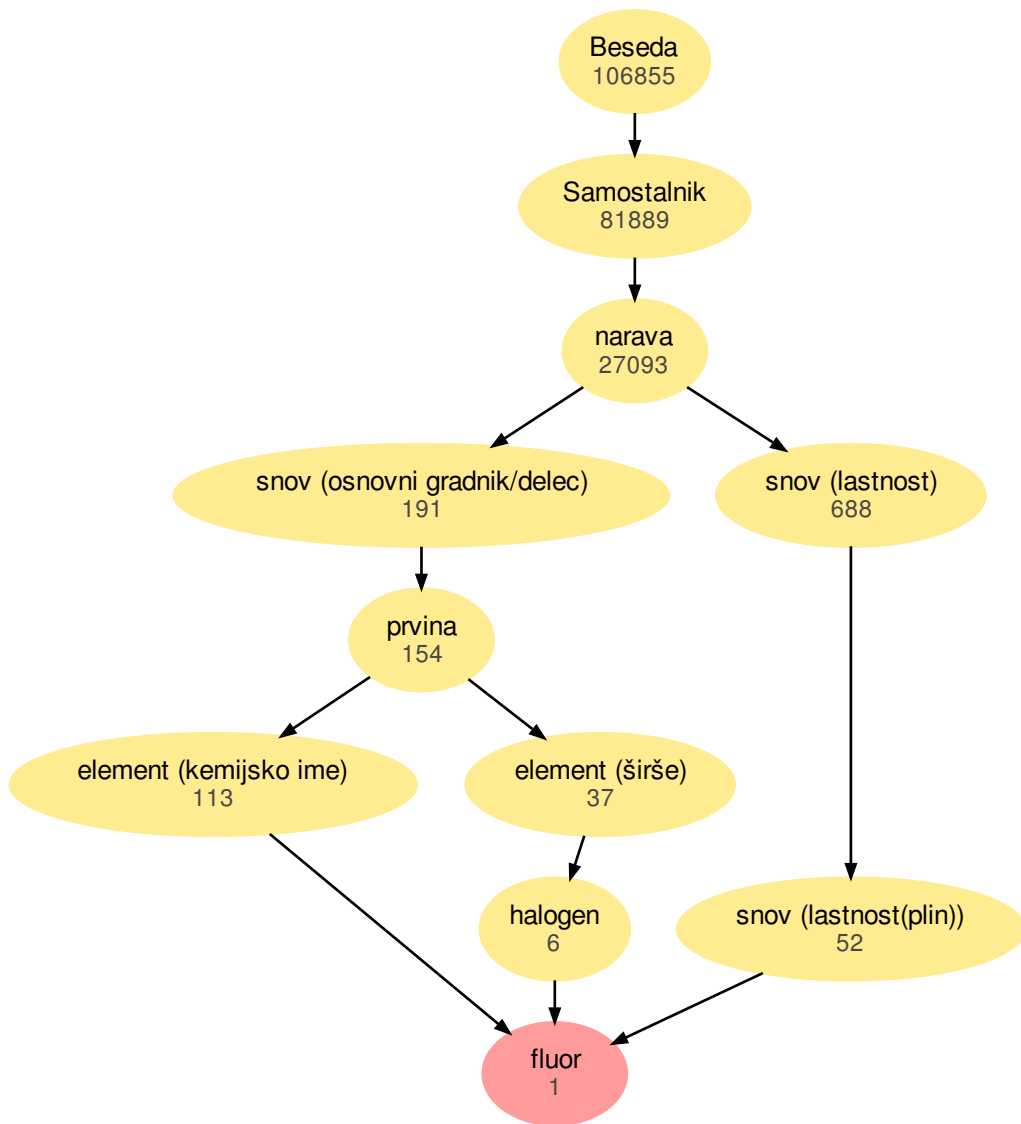 Beseda
106855
Samostalnik
81889
narava
27093
snov (osnovni gradnik/delec)
191
snov (lastnost)
688
prvina
154
element (kemijsko ime)
113
element (širše)
37
halogen
6
snov (lastnost(plin))
52
fluor
1